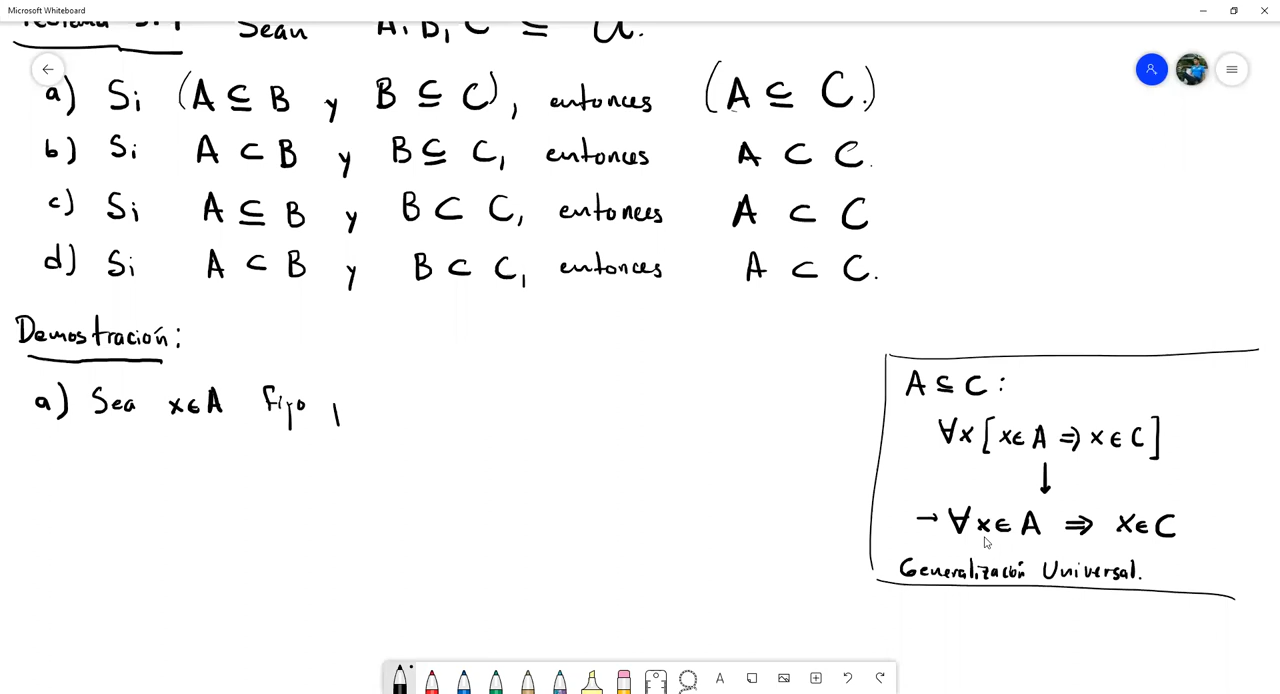 Microsoft Whiteboard
Sean A, B, C ⊆ U.
a) Si (A ⊆ B y B ⊆ C), entonces (A ⊆ C.)
b) Si A ⊂ B y B ⊆ C, entonces A ⊂ C.
c) Si A ⊆ B y B ⊂ C, entonces A ⊂ C
d) Si A ⊂ B y B ⊂ C, entonces A ⊂ C.
Demostración:
a) Sea x∈A fijo
A ⊆ C:
∀x[x∈A ⇒ x∈C]
↓
→ ∀x∈A ⇒ x∈C
Generalización Universal.
A